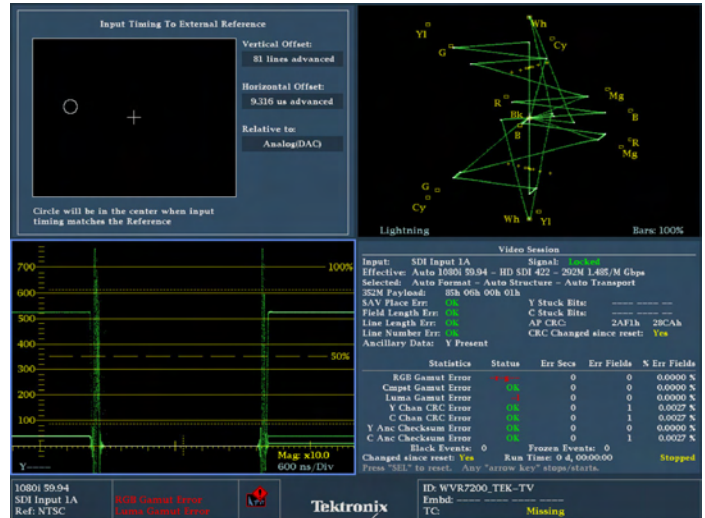 Input Timing To External Reference
Vertical Offset:
81 lines advanced
Horizontal Offset:
9.316 us advanced
Relative to:
Analog(DAC)
Circle will be in the center when input
timing matches the Reference
Wh
Yl
Cy
G
Mg
R
B
Bk
B
R
Mg
G
Cy
Wh
Yl
Lightning
Bars: 100%
700
100%
600
500
400
50%
300
200
100
0
Mag: x10.0
Y
600 ns/Div
Video Session
Input: SDI Input 1A Signal: Locked
Effective: Auto 1080i 59.94 - HD SDI 422 - 292M 1.485/M Gbps
Selected: Auto Format - Auto Structure - Auto Transport
352M Payload: 85h 06h 00h 01h
SAV Place Err: OK Y Stuck Bits: ---- ---- --
Field Length Err: OK C Stuck Bits: ---- ---- --
Line Length Err: OK AP CRC: 2AF1h 28CAh
Line Number Err: OK CRC Changed since reset: Yes
Ancillary Data: Y Present
Statistics Status Err Secs Err Fields % Err Fields
RGB Gamut Error 0 0 0.0000 %
Cmpst Gamut Error OK 0 0 0.0000 %
Luma Gamut Error 0 0 0.0000 %
Y Chan CRC Error OK 0 1 0.0027 %
C Chan CRC Error OK 0 1 0.0027 %
Y Anc Checksum Error OK 0 1 0.0027 %
C Anc Checksum Error OK 0 1 0.0027 %
Black Events: 0 Frozen Events: 0
Changed since reset: Yes Run Time: 0 d, 00:00:00 Stopped
Press "SEL" to reset. Any "arrow key" stops/starts.
1080i 59.94
SDI Input 1A
Ref: NTSC
RGB Gamut Error
Luma Gamut Error
Tektronix
ID: WVR7200_TEK-TV
Embd: ---- ---- ---- ----
TC: Missing